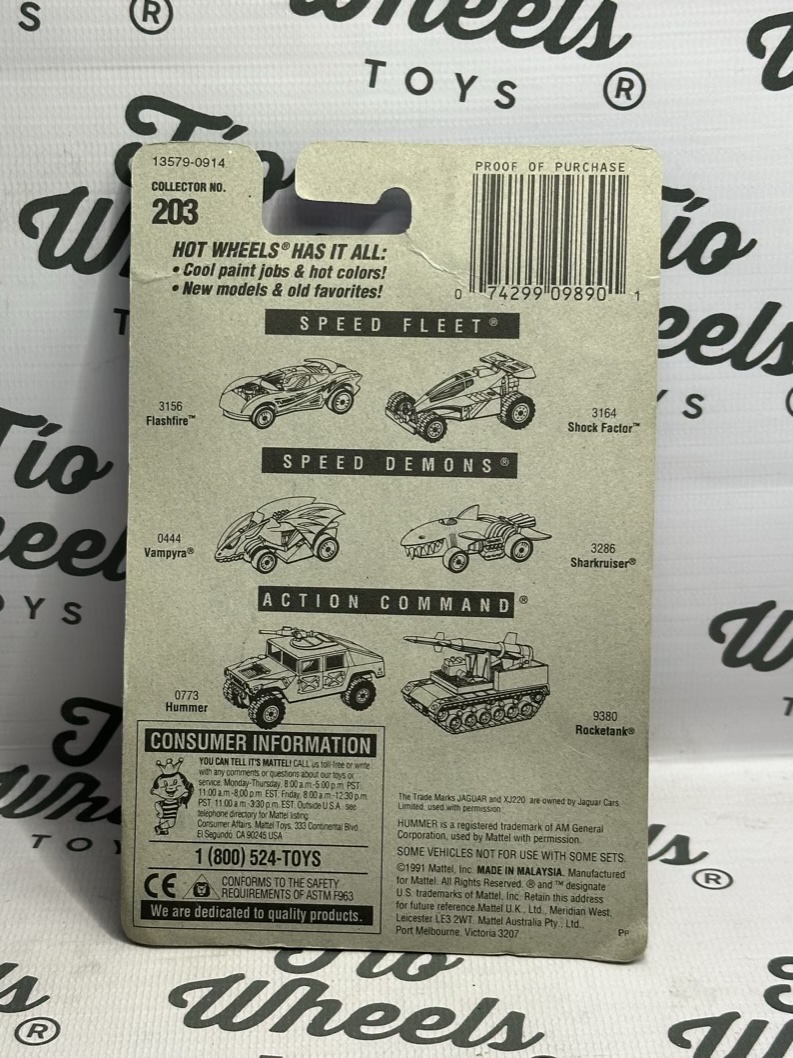 S ®
Wheels
TOYS ®
Tío
13579-0914
COLLECTOR NO.
203
PROOF OF PURCHASE
0 74299 09890 1
HOT WHEELS® HAS IT ALL:
• Cool paint jobs & hot colors!
• New models & old favorites!
SPEED FLEET®
3156
Flashfire™
3164
Shock Factor™
SPEED DEMONS®
0444
Vampyra®
3286
Sharkruiser®
ACTION COMMAND®
0773
Hummer
9380
Rocketank®
CONSUMER INFORMATION
YOU CAN TELL IT'S MATTEL! CALL us toll-free or write
with any comments or questions about our toys or
service. Monday-Thursday, 8:00 a.m.-5:00 p.m. PST:
11:00 a.m.-8:00 p.m. EST. Friday, 8:00 a.m.-12:30 p.m.
PST: 11:00 a.m.-3:30 p.m. EST. Outside U.S.A. see
telephone directory for Mattel listing.
Consumer Affairs, Mattel Toys, 333 Continental Blvd.
El Segundo, CA 90245 USA
1 (800) 524-TOYS
CE
CONFORMS TO THE SAFETY
REQUIREMENTS OF ASTM F963
We are dedicated to quality products.
The Trade Marks JAGUAR and XJ220 are owned by Jaguar Cars
Limited, used with permission.
HUMMER is a registered trademark of AM General
Corporation, used by Mattel with permission.
SOME VEHICLES NOT FOR USE WITH SOME SETS.
©1991 Mattel, Inc. MADE IN MALAYSIA. Manufactured
for Mattel. All Rights Reserved. ® and ™ designate
U.S. trademarks of Mattel, Inc. Retain this address
for future reference. Mattel U.K., Ltd., Meridian West,
Leicester LE3 2WT. Mattel Australia Pty., Ltd.,
Port Melbourne, Victoria 3207.
Pp
Tío
Wheels
®